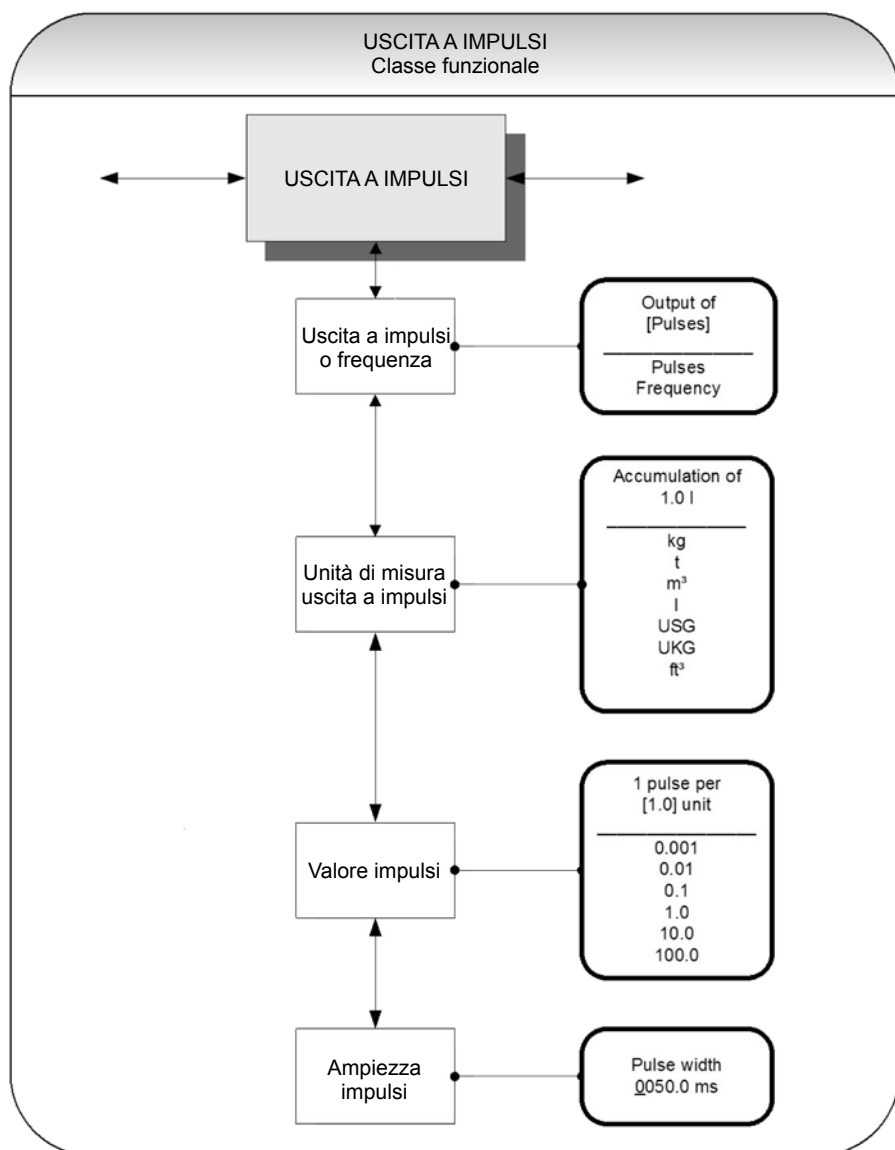 USCITA A IMPULSI
Classe funzionale
USCITA A IMPULSI
Uscita a impulsi
o frequenza
Output of
[Pulses]
Pulses
Frequency
Unità di misura
uscita a impulsi
Accumulation of
1.0 l
kg
t
m³
l
USG
UKG
ft³
Valore impulsi
1 pulse per
[1.0] unit
0.001
0.01
0.1
1.0
10.0
100.0
Ampiezza
impulsi
Pulse width
0050.0 ms